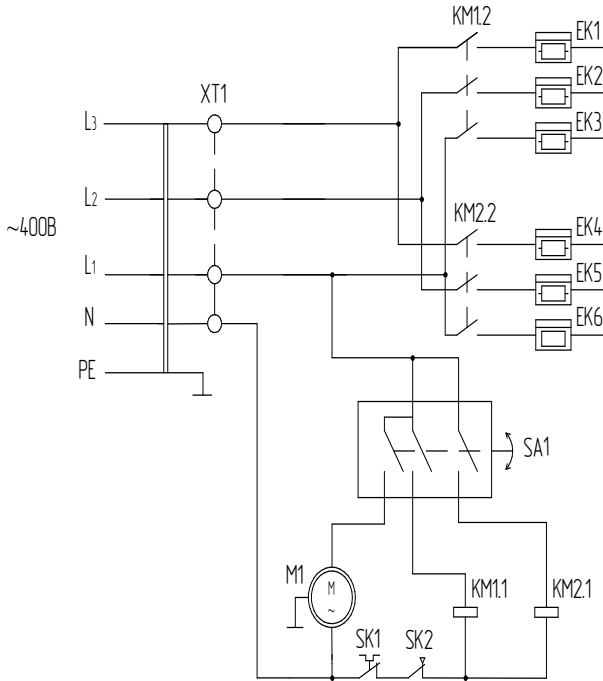 KM1.2
EK1
EK2
EK3
XT1
L3
L2
KM2.2
~400В
L1
EK4
EK5
N
EK6
PE
SA1
M1
M
~
KM1.1
KM2.1
SK1
SK2